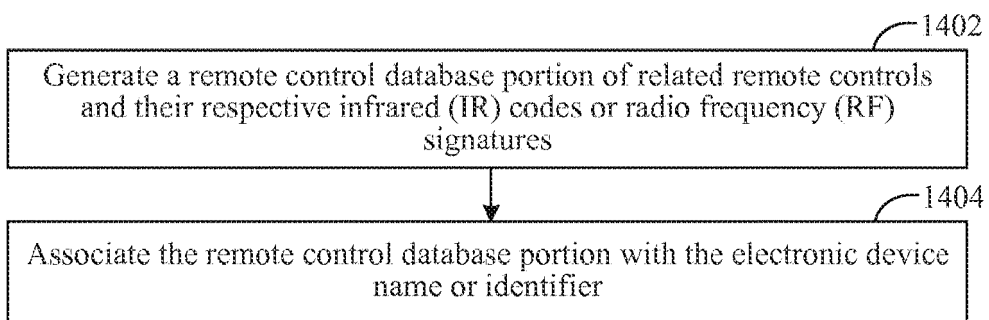 1402
Generate a remote control database portion of related remote controls
and their respective infrared (IR) codes or radio frequency (RF)
signatures
1404
Associate the remote control database portion with the electronic device
name or identifier